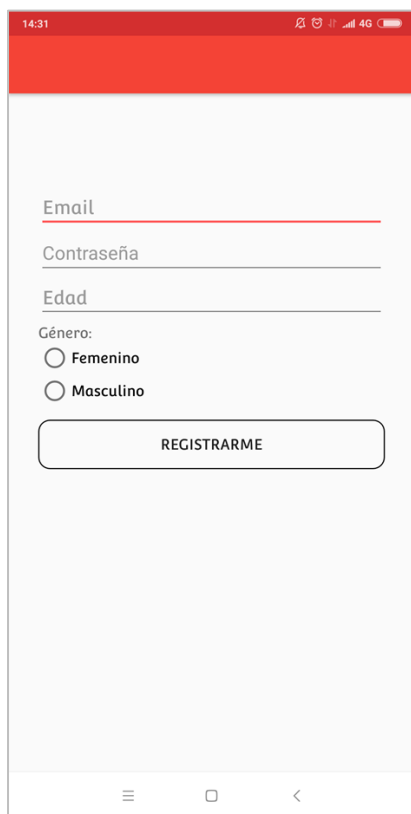 14:31 4G
Email
Contraseña
Edad
Género:
Femenino
Masculino
REGISTRARME